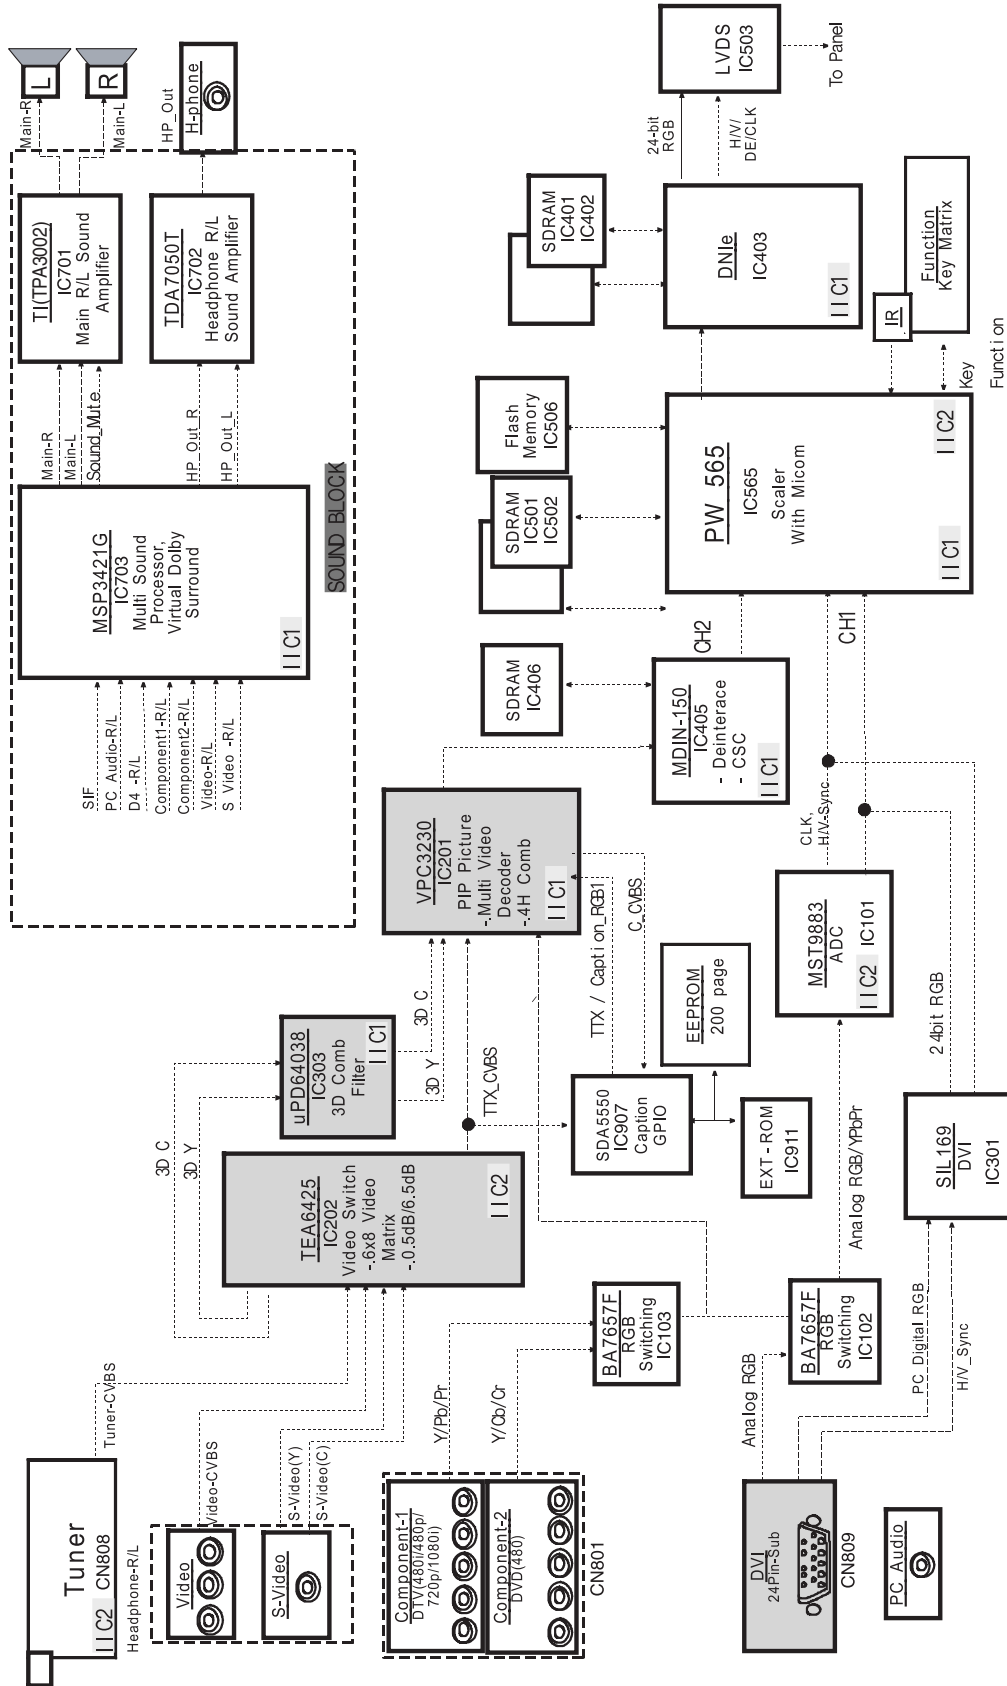 Tuner
IIC2 CN808
Headphone-R/L
Tuner-CVBS
Video
Video-CVBS
S-Video
S-Video(Y)
S-Video(C)
Component-1
DTV(480i/480p/
720p/1080i)
Component-2
DVD(480)
CN801
Y/Pb/Pr
Y/Cb/Cr
DVI
24Pin-Sub
CN809
PC Audio
Analog RGB
PC Digital RGB
H/V_Sync
BA7657F
RGB
Switching
IC103
BA7657F
RGB
Switching
IC102
Analog RGB/YPbPr
SIL169
DVI
IC301
24bit RGB
TEA6425
IC202
Video Switch
-.6x8 Video
Matrix
-.0.5dB/6.5dB
IIC2
3D C
3D Y
uPD64038
IC303
3D Comb
Filter
IIC1
3D C
3D Y
TTX_CVBS
SDA5550
IC907
Caption
GPIO
EXT-ROM
IC911
EEPROM
200 page
TTX / Caption_RGB1
C_CVBS
VPC3230
IC201
PIP Picture
-.Multi Video
Decoder
-.4H Comb
IIC1
MST9883
ADC
IIC2 IC101
CLK,
H/V-Sync
SDRAM
IC406
MDIN-150
IC405
- Deinterace
- CSC
IIC1
CH2
CH1
SDRAM
IC501
IC502
Flash
Memory
IC506
PW 565
IC565
Scaler
With Micom
IIC1
IIC2
IR
Function
Key Matrix
Key
Function
SDRAM
IC401
IC402
DNIe
IC403
IIC1
24-bit
RGB
H/V/
DE/CLK
LVDS
IC503
To Panel
SIF
PC Audio-R/L
D4 -R/L
Component1-R/L
Component2-R/L
Video-R/L
S Video -R/L
MSP3421G
IC703
Multi Sound
Processor,
Virtual Dolby
Surround
IIC1
SOUND BLOCK
Main-R
Main-L
Sound_Mute
HP_Out_R
HP_Out_L
TI(TPA3002)
IC701
Main R/L Sound
Amplifier
TDA7050T
IC702
Headphone R/L
Sound Amplifier
Main-R
Main-L
HP_Out
L
R
H-phone